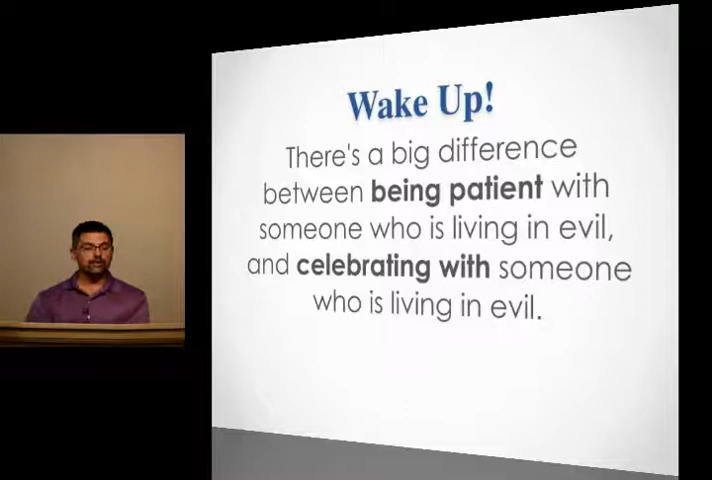 Wake Up!
There's a big difference
between being patient with
someone who is living in evil,
and celebrating with someone
who is living in evil.